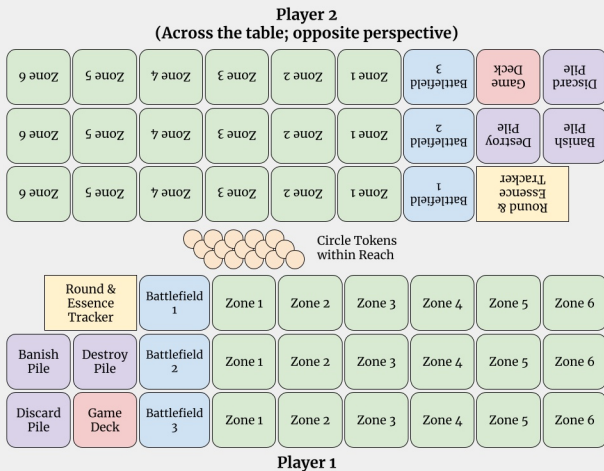 Player 2
(Across the table; opposite perspective)
Zone 6 Zone 5 Zone 4 Zone 3 Zone 2 Zone 1 Battlefield 3 Game Deck Discard Pile
Zone 6 Zone 5 Zone 4 Zone 3 Zone 2 Zone 1 Battlefield 2 Destroy Pile Banish Pile
Zone 6 Zone 5 Zone 4 Zone 3 Zone 2 Zone 1 Battlefield 1 Round & Essence Tracker
Circle Tokens
within Reach
Round & Essence Tracker Battlefield 1 Zone 1 Zone 2 Zone 3 Zone 4 Zone 5 Zone 6
Banish Pile Destroy Pile Battlefield 2 Zone 1 Zone 2 Zone 3 Zone 4 Zone 5 Zone 6
Discard Pile Game Deck Battlefield 3 Zone 1 Zone 2 Zone 3 Zone 4 Zone 5 Zone 6
Player 1